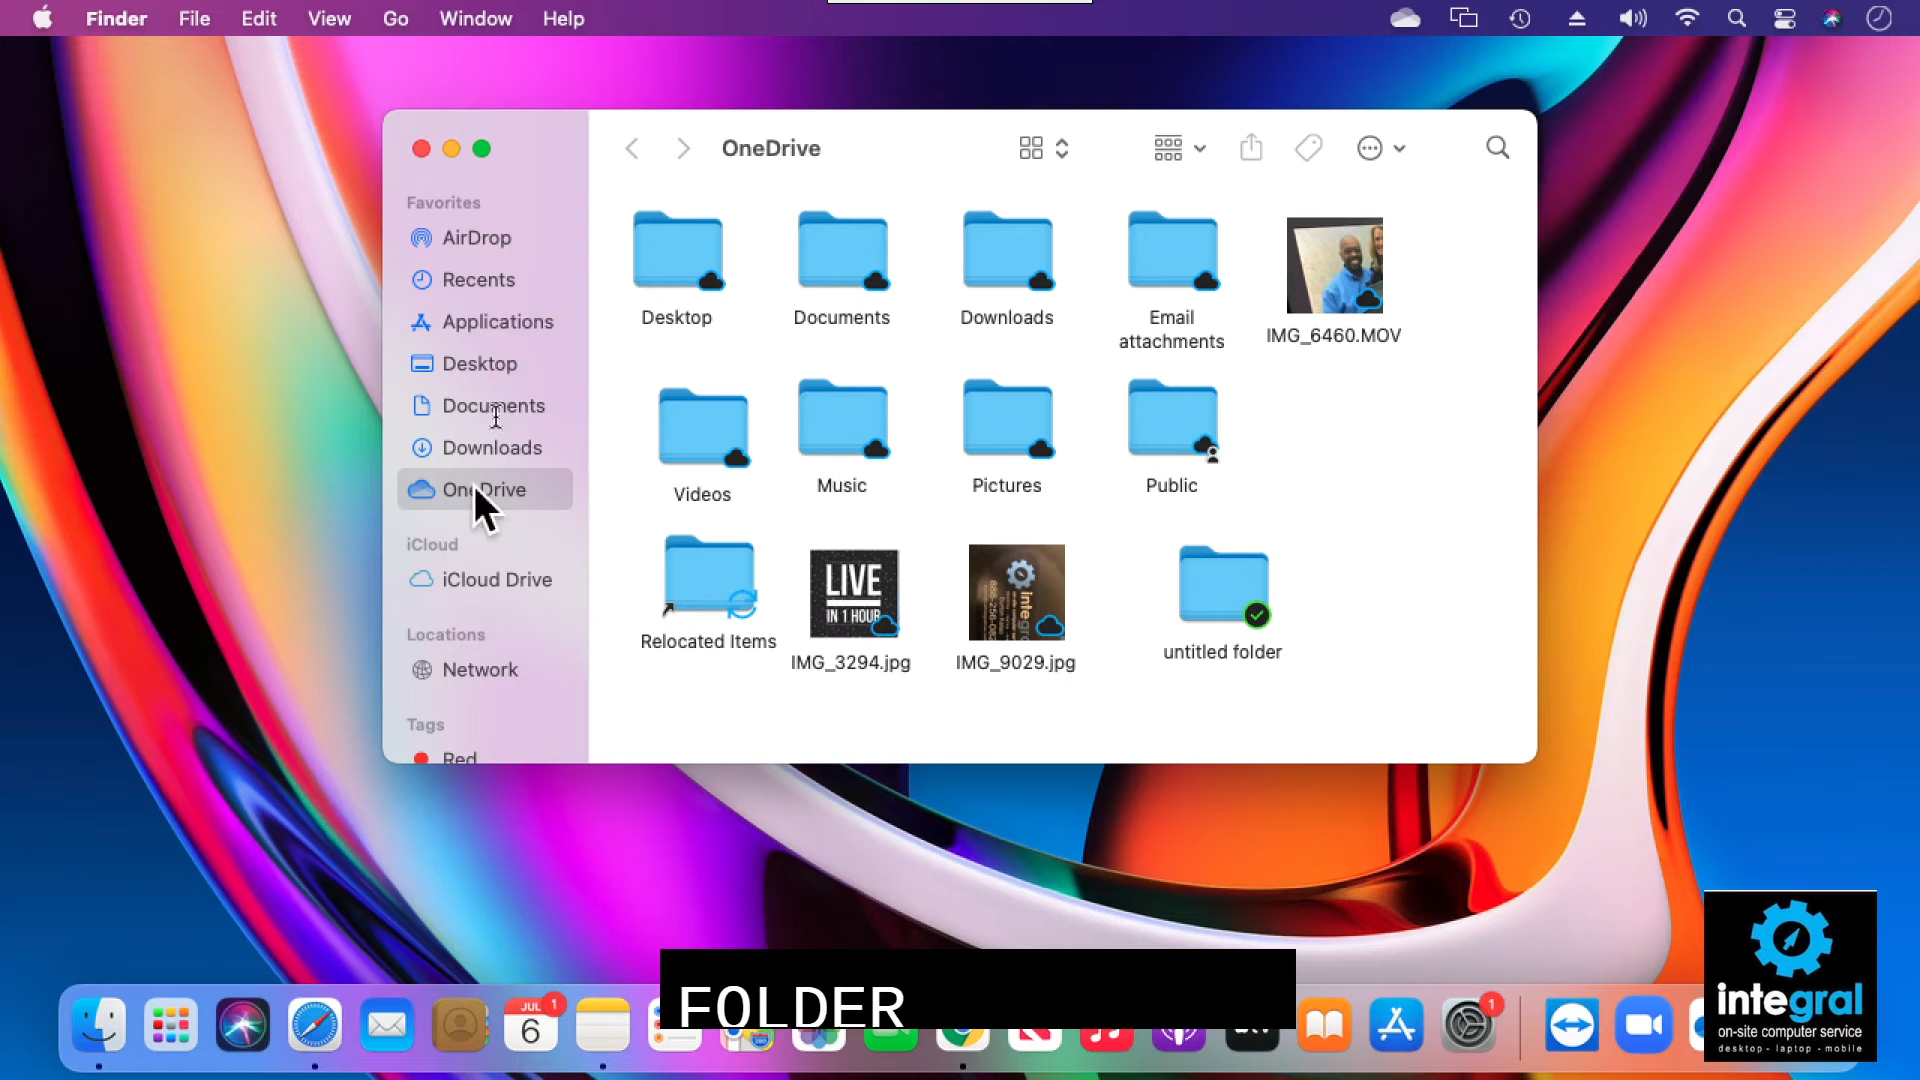 Finder File Edit View Go Window Help
OneDrive
Favorites
AirDrop
Recents
Applications
Desktop
Documents
Downloads
OneDrive
iCloud
iCloud Drive
Locations
Network
Tags
Red
Desktop
Documents
Downloads
Email
attachments
IMG_6460.MOV
Videos
Music
Pictures
Public
LIVE
IN 1 HOUR
Relocated Items
IMG_3294.jpg
IMG_9029.jpg
untitled folder
FOLDER
JUL
6
1
1
integral
on-site computer service
desktop - laptop - mobile